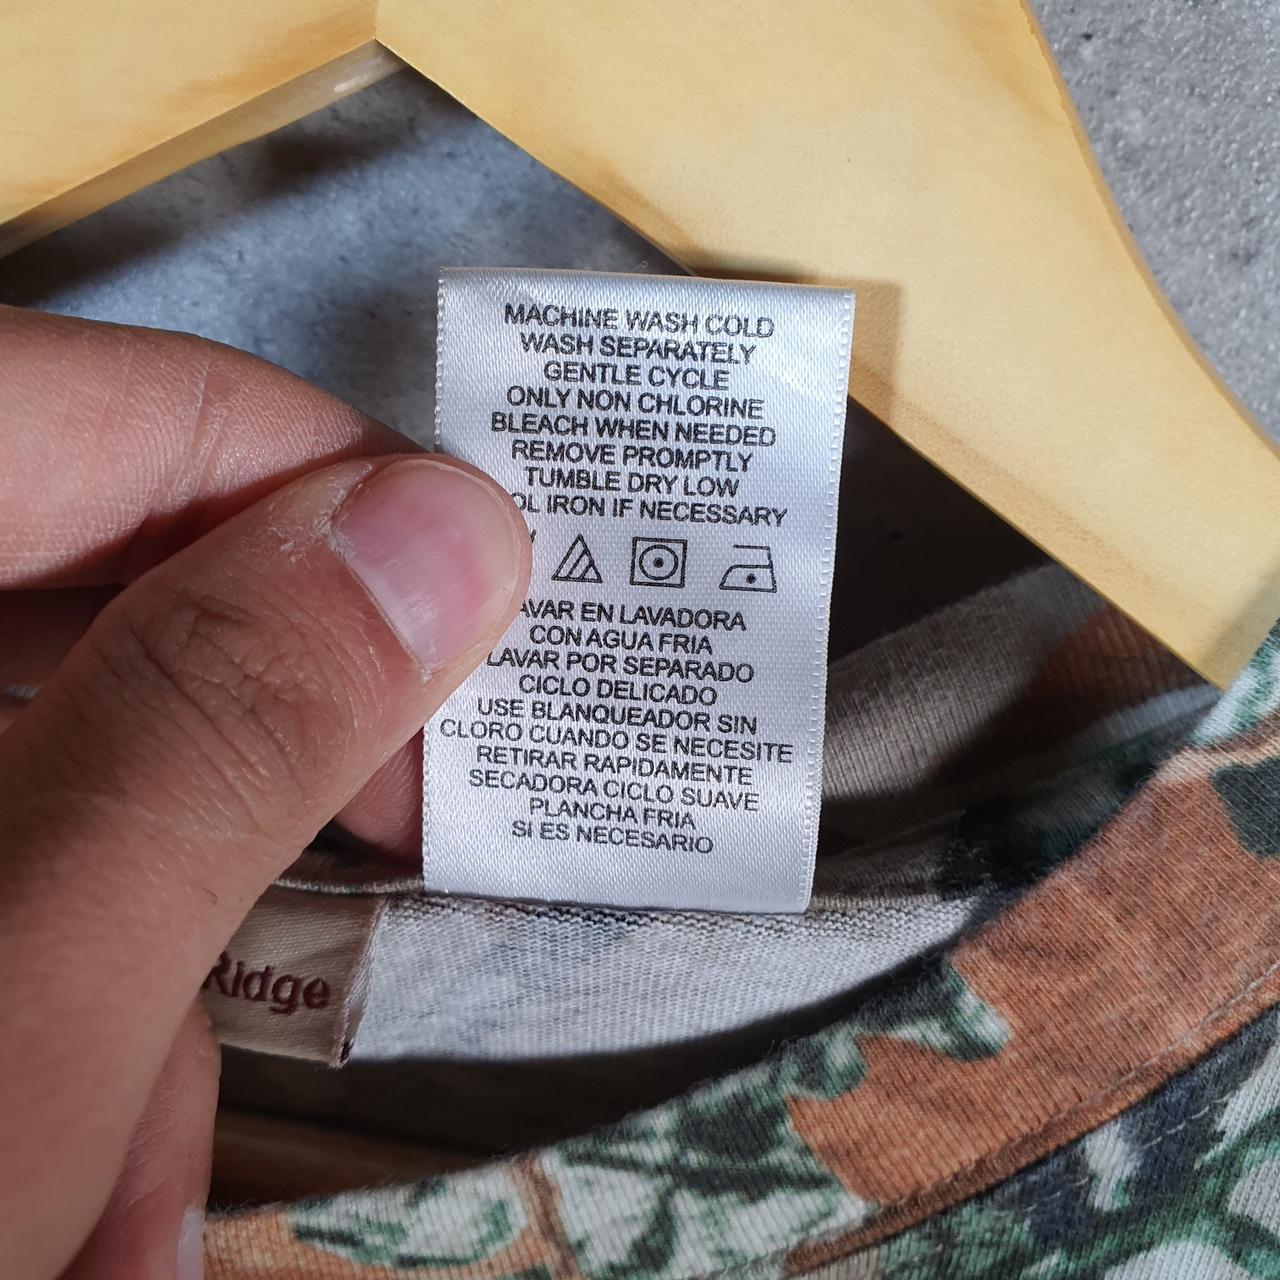 MACHINE WASH COLD
WASH SEPARATELY
GENTLE CYCLE
ONLY NON CHLORINE
BLEACH WHEN NEEDED
REMOVE PROMPTLY
TUMBLE DRY LOW
OL IRON IF NECESSARY
AVAR EN LAVADORA
CON AGUA FRIA
LAVAR POR SEPARADO
CICLO DELICADO
USE BLANQUEADOR SIN
CLORO CUANDO SE NECESITE
RETIRAR RAPIDAMENTE
SECADORA CICLO SUAVE
PLANCHA FRIA
SI ES NECESARIO
Ridge